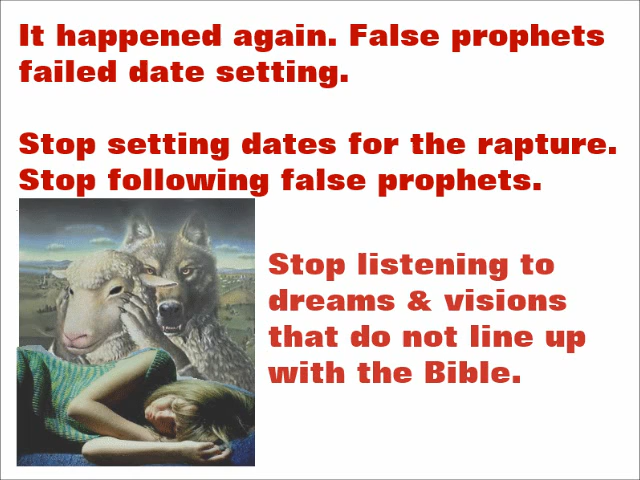 It happened again. False prophets
failed date setting.
Stop setting dates for the rapture.
Stop following false prophets.
Stop listening to
dreams & visions
that do not line up
with the Bible.